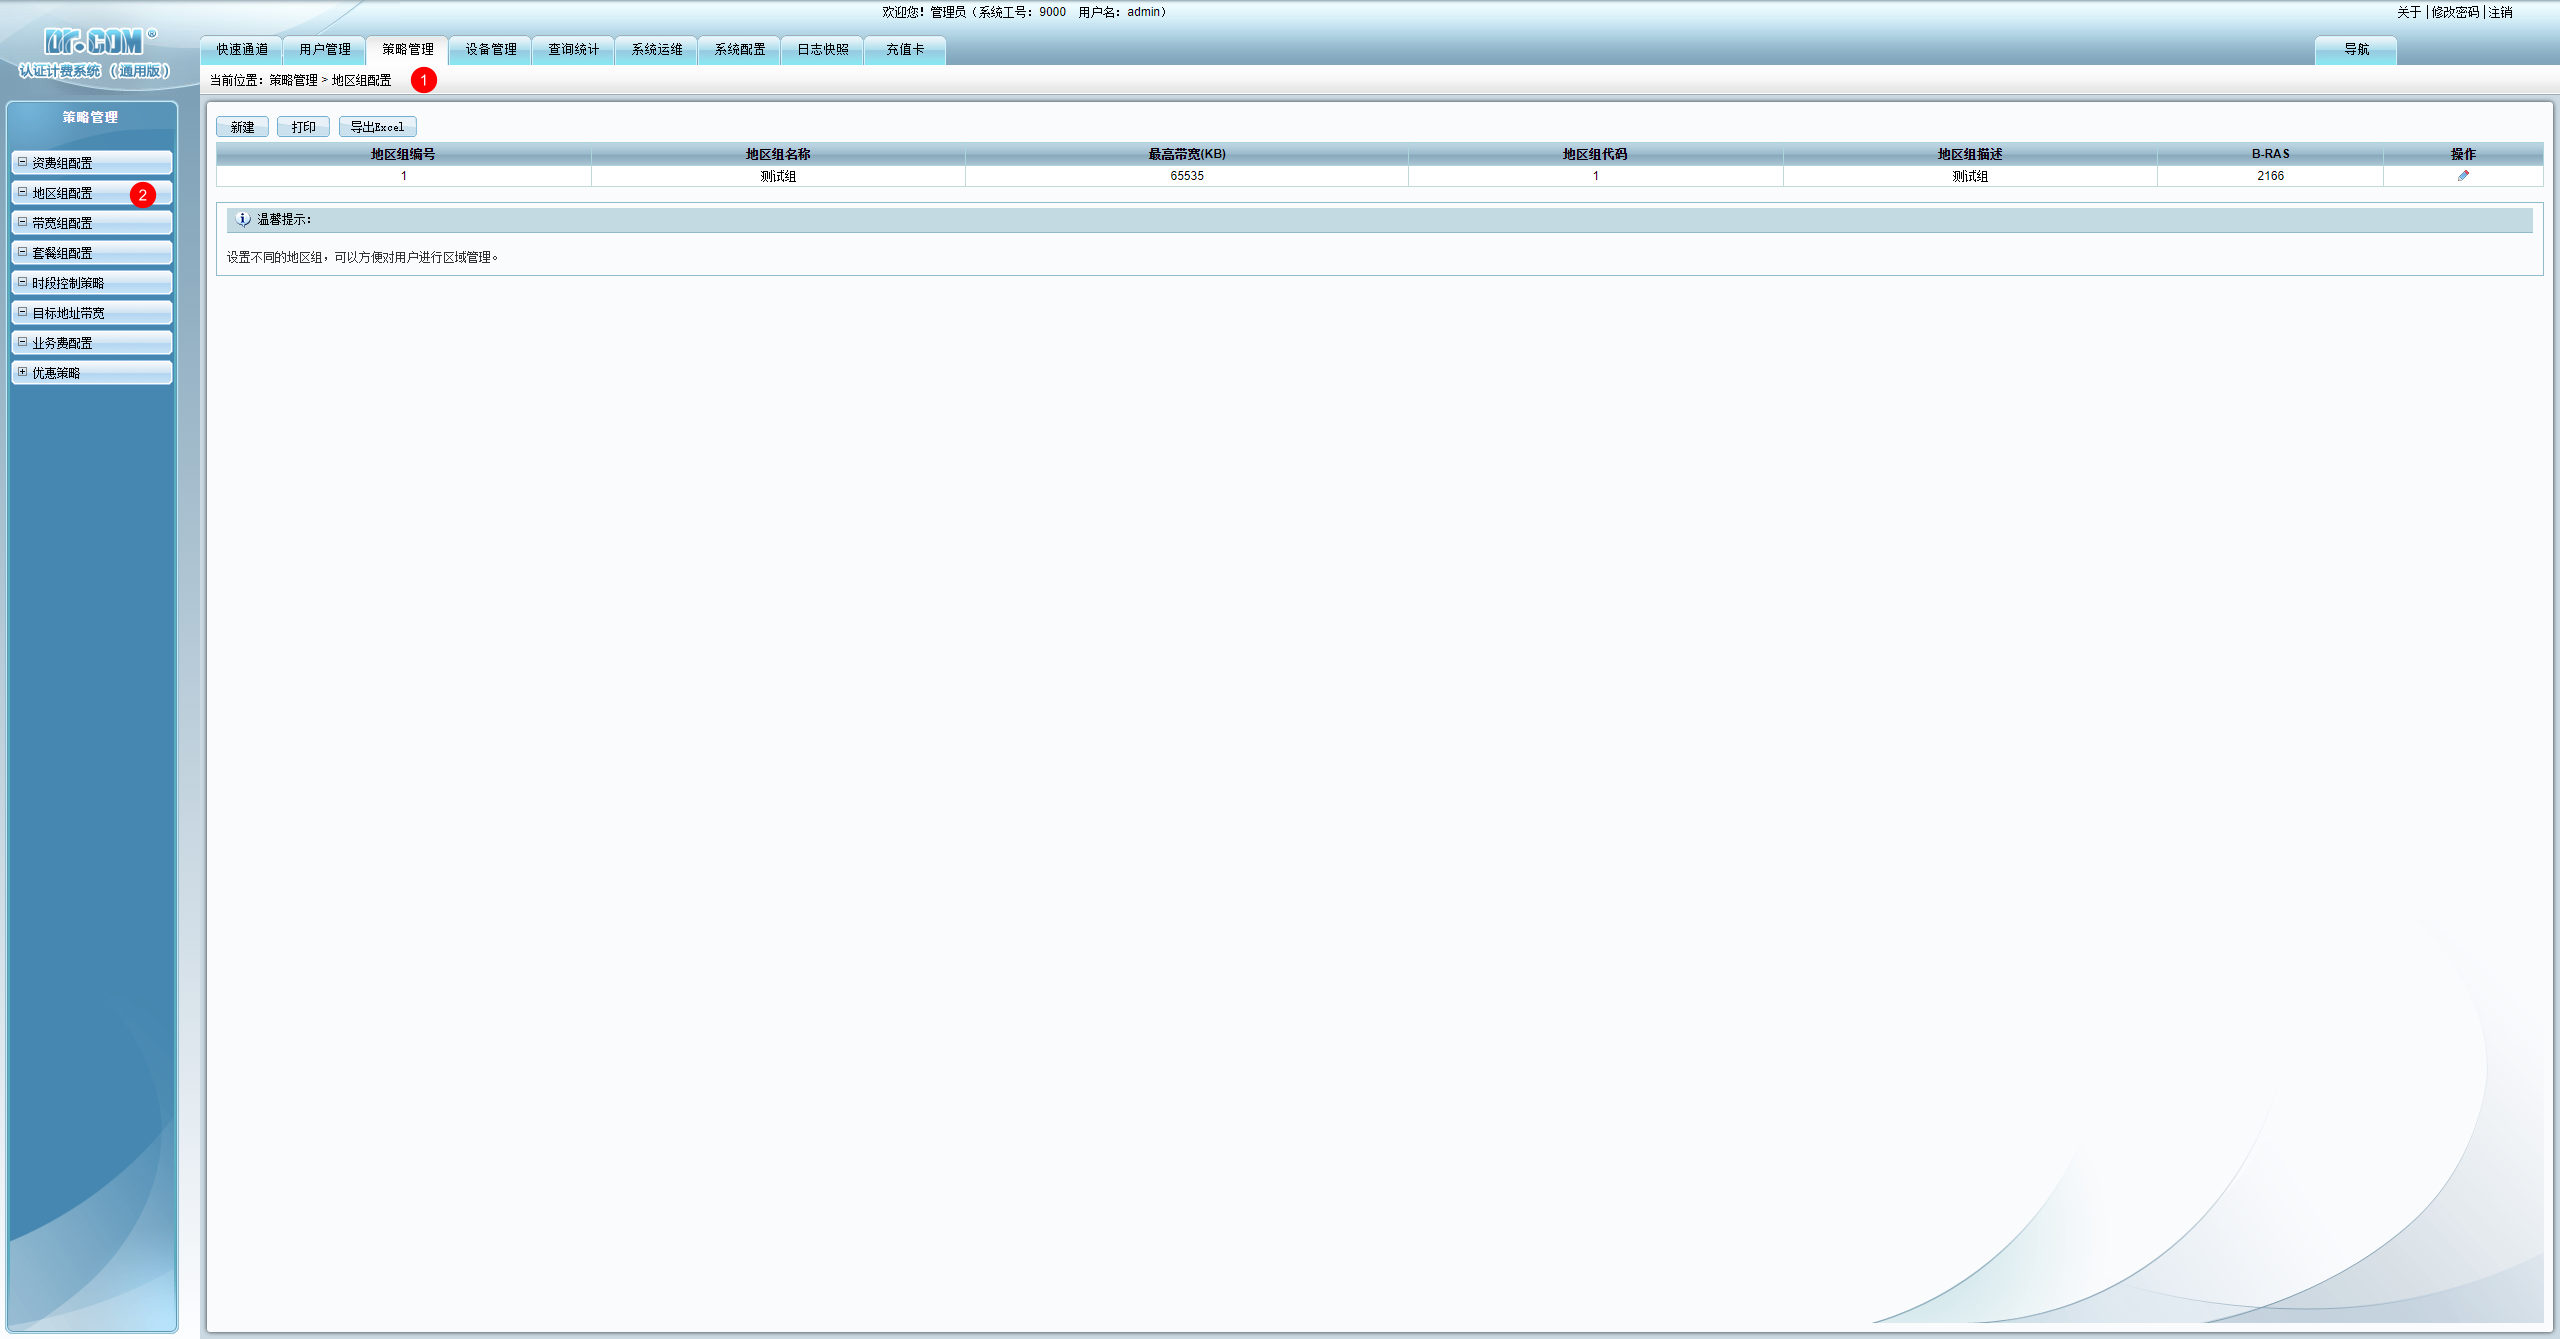 欢迎您！管理员（系统工号：9000 用户名：admin）
关于 | 修改密码 | 注销
Dr.COM®
认证计费系统（通用版）
快速通道 用户管理 策略管理 设备管理 查询统计 系统运维 系统配置 日志快照 充值卡 导航
当前位置：策略管理 > 地区组配置 1
策略管理
资费组配置
地区组配置 2
带宽组配置
套餐组配置
时段控制策略
目标地址带宽
业务费配置
优惠策略
新建 打印 导出Excel
地区组编号 地区组名称 最高带宽(KB) 地区组代码 地区组描述 B-RAS 操作
1 测试组 65535 1 测试组 2166
温馨提示：
设置不同的地区组，可以方便对用户进行区域管理。